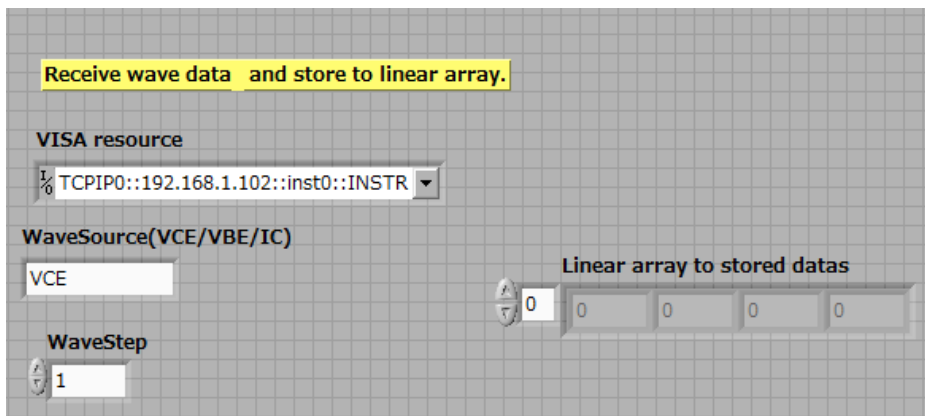 Receive wave data and store to linear array.
VISA resource
I/O TCPIP0::192.168.1.102::inst0::INSTR
WaveSource(VCE/VBE/IC)
VCE
Linear array to stored datas
0 0 0 0 0
WaveStep
1